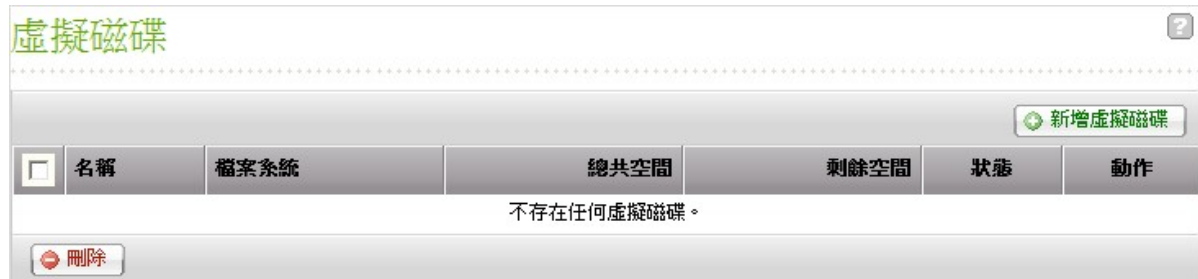 虛擬磁碟
?
新增虛擬磁碟
名稱 檔案系統 總共空間 剩餘空間 狀態 動作
不存在任何虛擬磁碟。
刪除